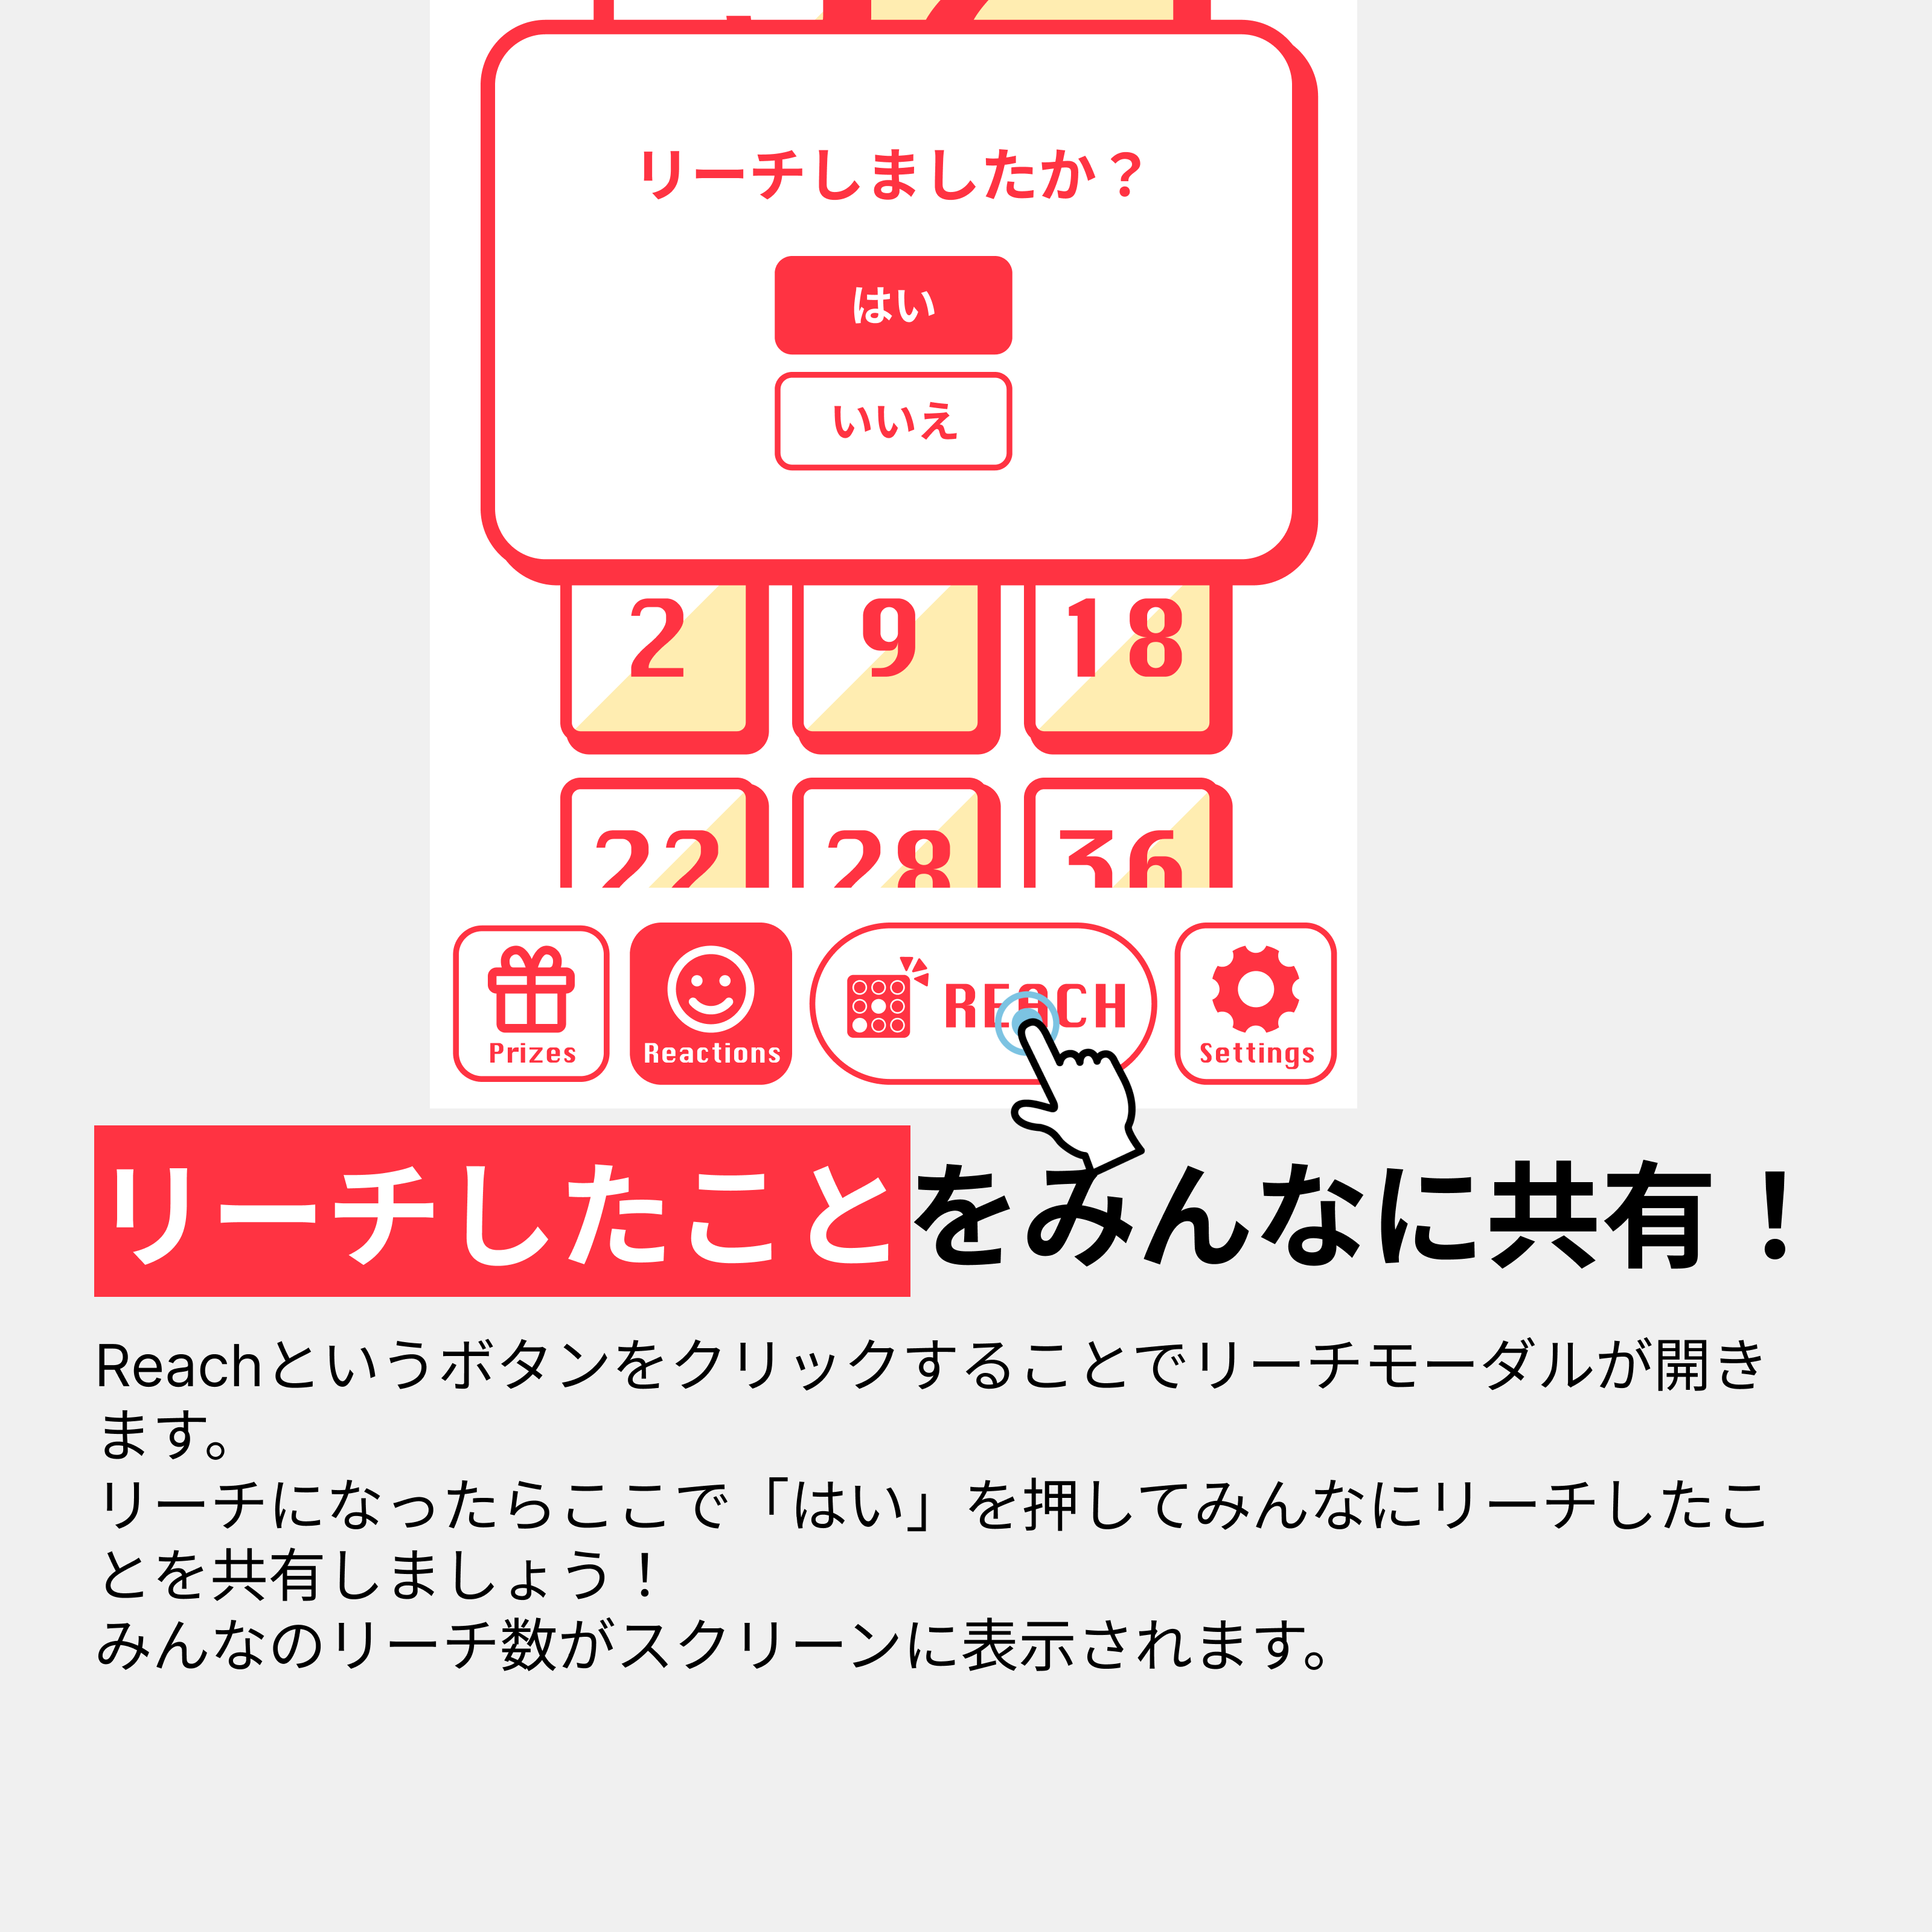 リーチしましたか？
はい
いいえ
2 9 18
22 28 36
Prizes Reactions REACH Settings
リーチしたことをみんなに共有！
Reachというボタンをクリックすることでリーチモーダルが開き
ます。
リーチになったらここで「はい」を押してみんなにリーチしたこ
とを共有しましょう！
みんなのリーチ数がスクリーンに表示されます。